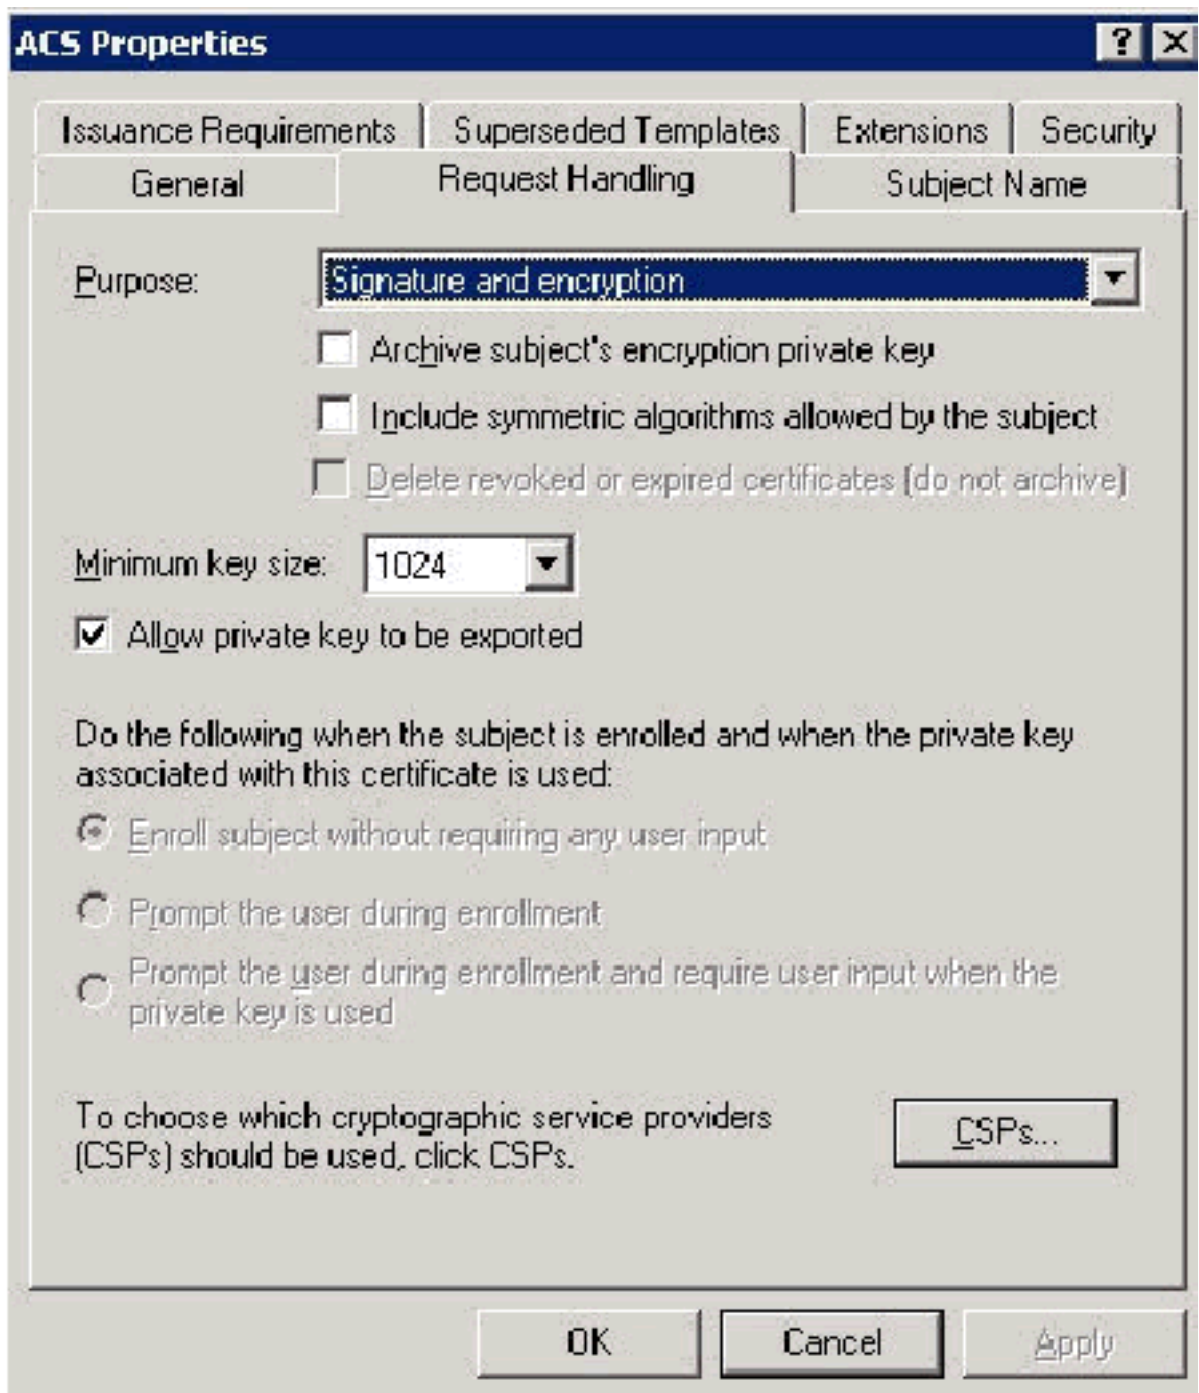 ACS Properties
Issuance Requirements Superseded Templates Extensions Security
General Request Handling Subject Name
Purpose: Signature and encryption
Archive subject's encryption private key
Include symmetric algorithms allowed by the subject
Delete revoked or expired certificates (do not archive)
Minimum key size: 1024
Allow private key to be exported
Do the following when the subject is enrolled and when the private key
associated with this certificate is used:
Enroll subject without requiring any user input
Prompt the user during enrollment
Prompt the user during enrollment and require user input when the
private key is used
To choose which cryptographic service providers
(CSPs) should be used, click CSPs.
CSPs...
OK Cancel Apply